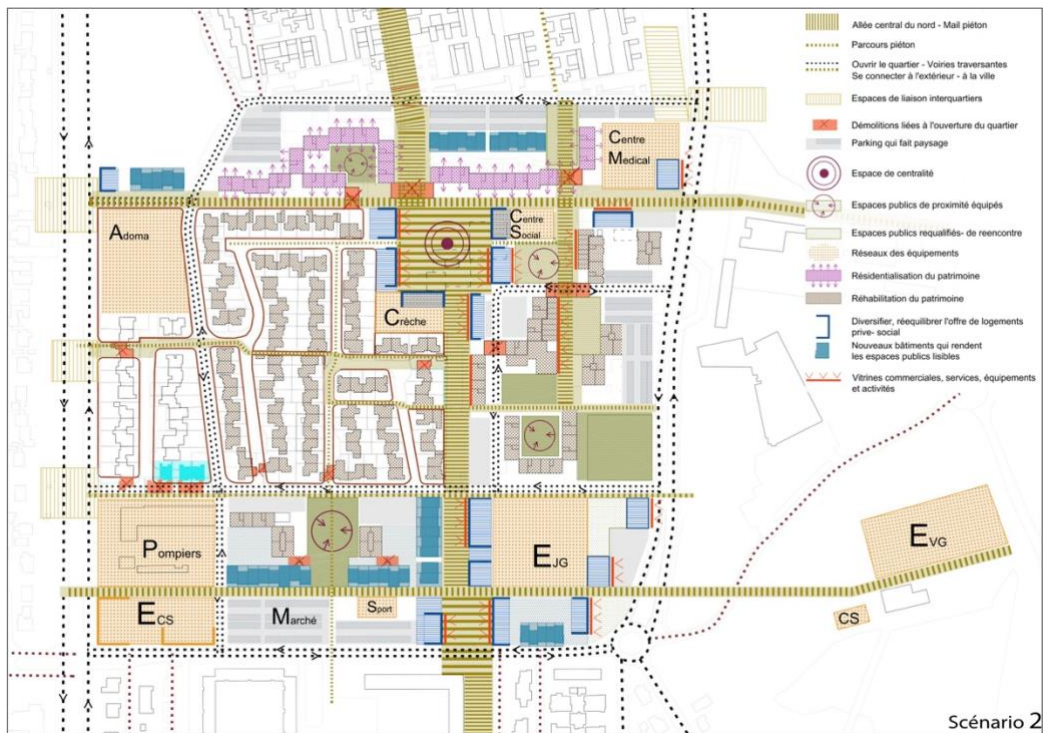 Allée central du nord - Mail piéton
Parcours piéton
Ouvrir le quartier - Voiries traversantes
Se connecter à l'extérieur - à la ville
Espaces de liaison interquartiers
Démolitions liées à l'ouverture du quartier
Parking qui fait paysage
Espace de centralité
Espaces publics de proximité équipés
Espaces publics requalifiés- de reencontre
Réseaux des équipements
Résidentialisation du patrimoine
Réhabilitation du patrimoine
Diversifier, réequilibrer l'offre de logements
prive- social
Nouveaux bâtiments qui rendent
les espaces publics lisibles
Vitrines commerciales, services, équipements
et activités
Centre
Medical
Adoma
Centre
Social
Crèche
Pompiers
EJG
EVG
ECS
Marché
Sport
CS
Scénario 2